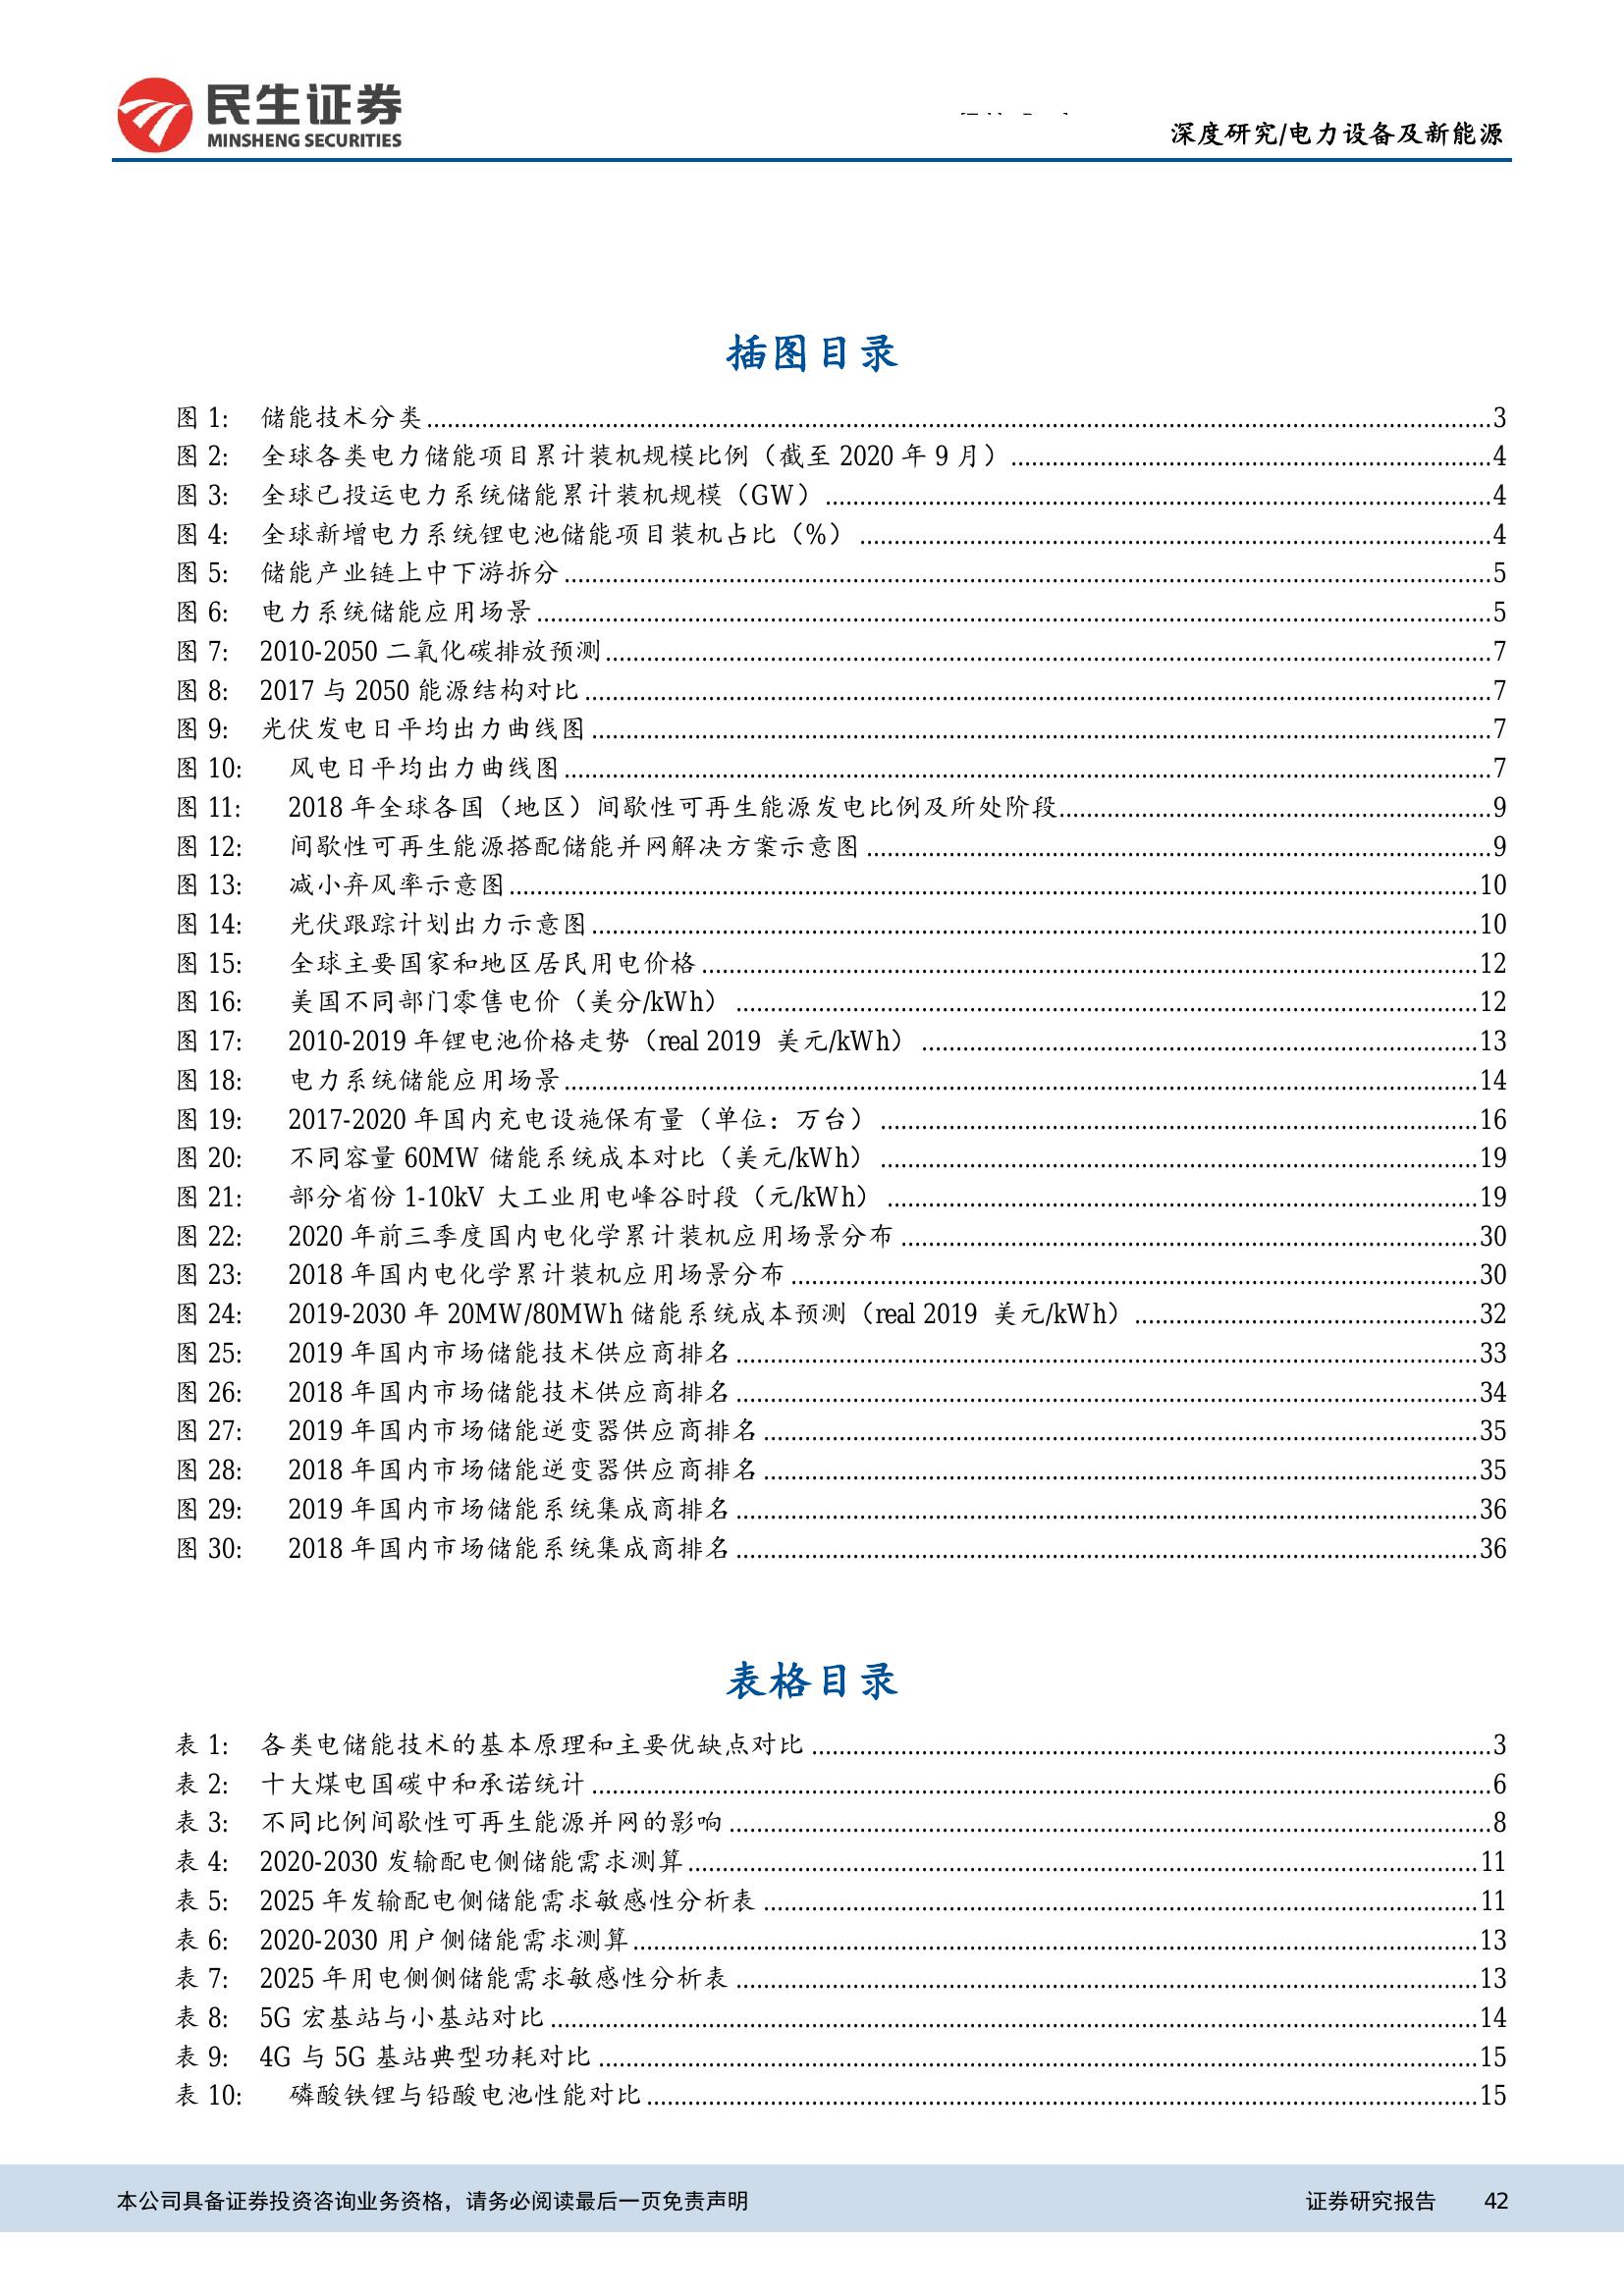 民生证券
MINSHENG SECURITIES
深度研究/电力设备及新能源
插图目录
图 1: 储能技术分类........3
图 2: 全球各类电力储能项目累计装机规模比例（截至 2020 年 9 月）........4
图 3: 全球已投运电力系统储能累计装机规模（GW）........4
图 4: 全球新增电力系统锂电池储能项目装机占比（%）........4
图 5: 储能产业链上中下游拆分........5
图 6: 电力系统储能应用场景........5
图 7: 2010-2050 二氧化碳排放预测........7
图 8: 2017 与 2050 能源结构对比........7
图 9: 光伏发电日平均出力曲线图........7
图 10: 风电日平均出力曲线图........7
图 11: 2018 年全球各国（地区）间歇性可再生能源发电比例及所处阶段........9
图 12: 间歇性可再生能源搭配储能并网解决方案示意图........9
图 13: 减小弃风率示意图........10
图 14: 光伏跟踪计划出力示意图........10
图 15: 全球主要国家和地区居民用电价格........12
图 16: 美国不同部门零售电价（美分/kWh）........12
图 17: 2010-2019 年锂电池价格走势（real 2019 美元/kWh）........13
图 18: 电力系统储能应用场景........14
图 19: 2017-2020 年国内充电设施保有量（单位：万台）........16
图 20: 不同容量 60MW 储能系统成本对比（美元/kWh）........19
图 21: 部分省份 1-10kV 大工业用电峰谷时段（元/kWh）........19
图 22: 2020 年前三季度国内电化学累计装机应用场景分布........30
图 23: 2018 年国内电化学累计装机应用场景分布........30
图 24: 2019-2030 年 20MW/80MWh 储能系统成本预测（real 2019 美元/kWh）........32
图 25: 2019 年国内市场储能技术供应商排名........33
图 26: 2018 年国内市场储能技术供应商排名........34
图 27: 2019 年国内市场储能逆变器供应商排名........35
图 28: 2018 年国内市场储能逆变器供应商排名........35
图 29: 2019 年国内市场储能系统集成商排名........36
图 30: 2018 年国内市场储能系统集成商排名........36
表格目录
表 1: 各类电储能技术的基本原理和主要优缺点对比........3
表 2: 十大煤电国碳中和承诺统计........6
表 3: 不同比例间歇性可再生能源并网的影响........8
表 4: 2020-2030 发输配电侧储能需求测算........11
表 5: 2025 年发输配电侧储能需求敏感性分析表........11
表 6: 2020-2030 用户侧储能需求测算........13
表 7: 2025 年用电侧侧储能需求敏感性分析表........13
表 8: 5G 宏基站与小基站对比........14
表 9: 4G 与 5G 基站典型功耗对比........15
表 10: 磷酸铁锂与铅酸电池性能对比........15
本公司具备证券投资咨询业务资格，请务必阅读最后一页免责声明 证券研究报告 42